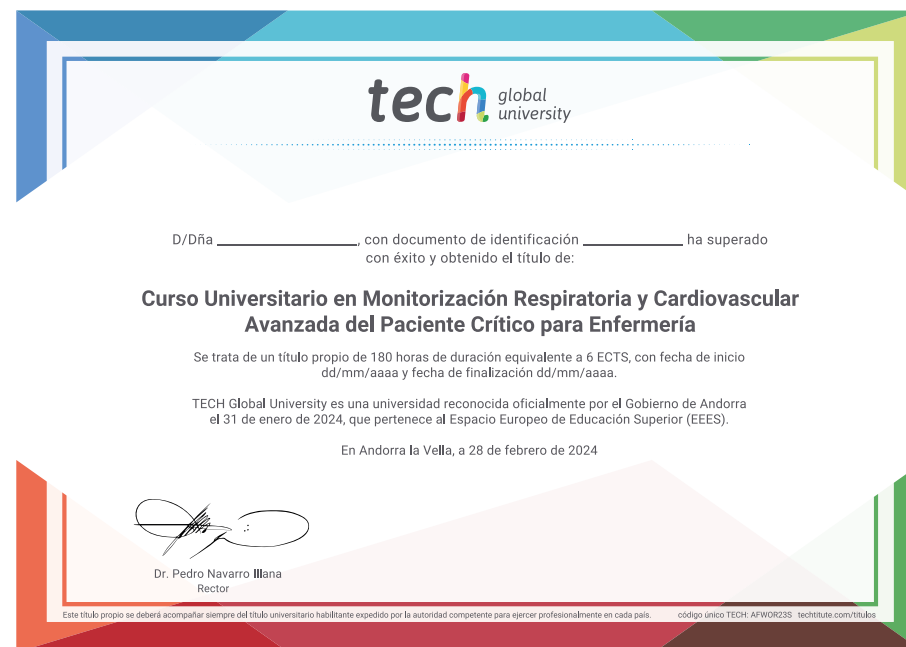 tech global university
D/Dña ____________________, con documento de identificación ______________ ha superado
con éxito y obtenido el título de:
Curso Universitario en Monitorización Respiratoria y Cardiovascular
Avanzada del Paciente Crítico para Enfermería
Se trata de un título propio de 180 horas de duración equivalente a 6 ECTS, con fecha de inicio
dd/mm/aaaa y fecha de finalización dd/mm/aaaa.
TECH Global University es una universidad reconocida oficialmente por el Gobierno de Andorra
el 31 de enero de 2024, que pertenece al Espacio Europeo de Educación Superior (EEES).
En Andorra la Vella, a 28 de febrero de 2024
Dr. Pedro Navarro Illana
Rector
Este título propio se deberá acompañar siempre del título universitario habilitante expedido por la autoridad competente para ejercer profesionalmente en cada país. código único TECH: AFWOR23S techtitute.com/titulos